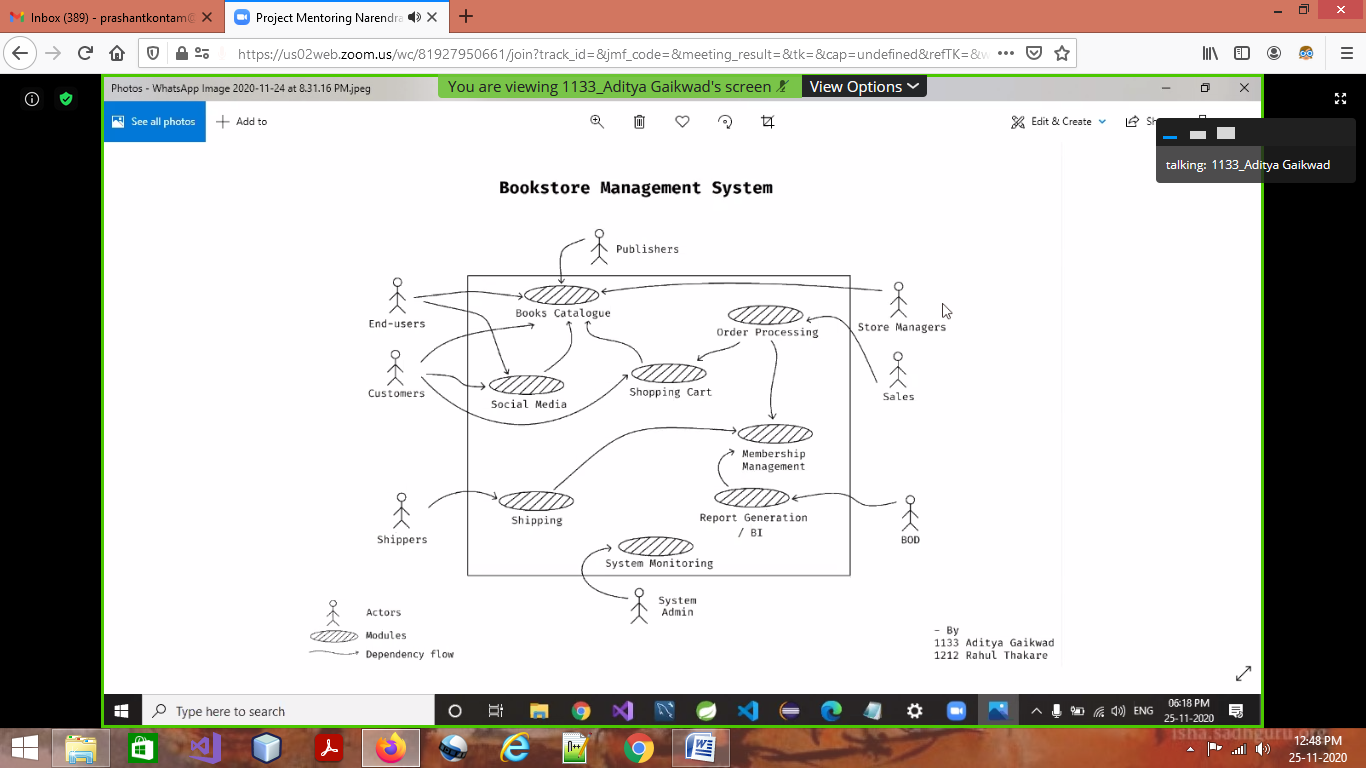 Inbox (389) - prashantkontam@
Project Mentoring Narendra
https://us02web.zoom.us/wc/81927950661/join?track_id=&jmf_code=&meeting_result=&tk=&cap=undefined&refTK=&w
Photos - WhatsApp Image 2020-11-24 at 8.31.16 PM.jpeg
You are viewing 1133_Aditya Gaikwad's screen
View Options
See all photos
Add to
Edit & Create
talking: 1133_Aditya Gaikwad
Bookstore Management System
Publishers
End-users
Books Catalogue
Order Processing
Store Managers
Customers
Social Media
Shopping Cart
Sales
Membership
Management
Shippers
Shipping
Report Generation
/ BI
BOD
System Monitoring
System
Admin
Actors
Modules
Dependency flow
- By
1133 Aditya Gaikwad
1212 Rahul Thakare
Type here to search
ENG
06:18 PM
25-11-2020
12:48 PM
25-11-2020